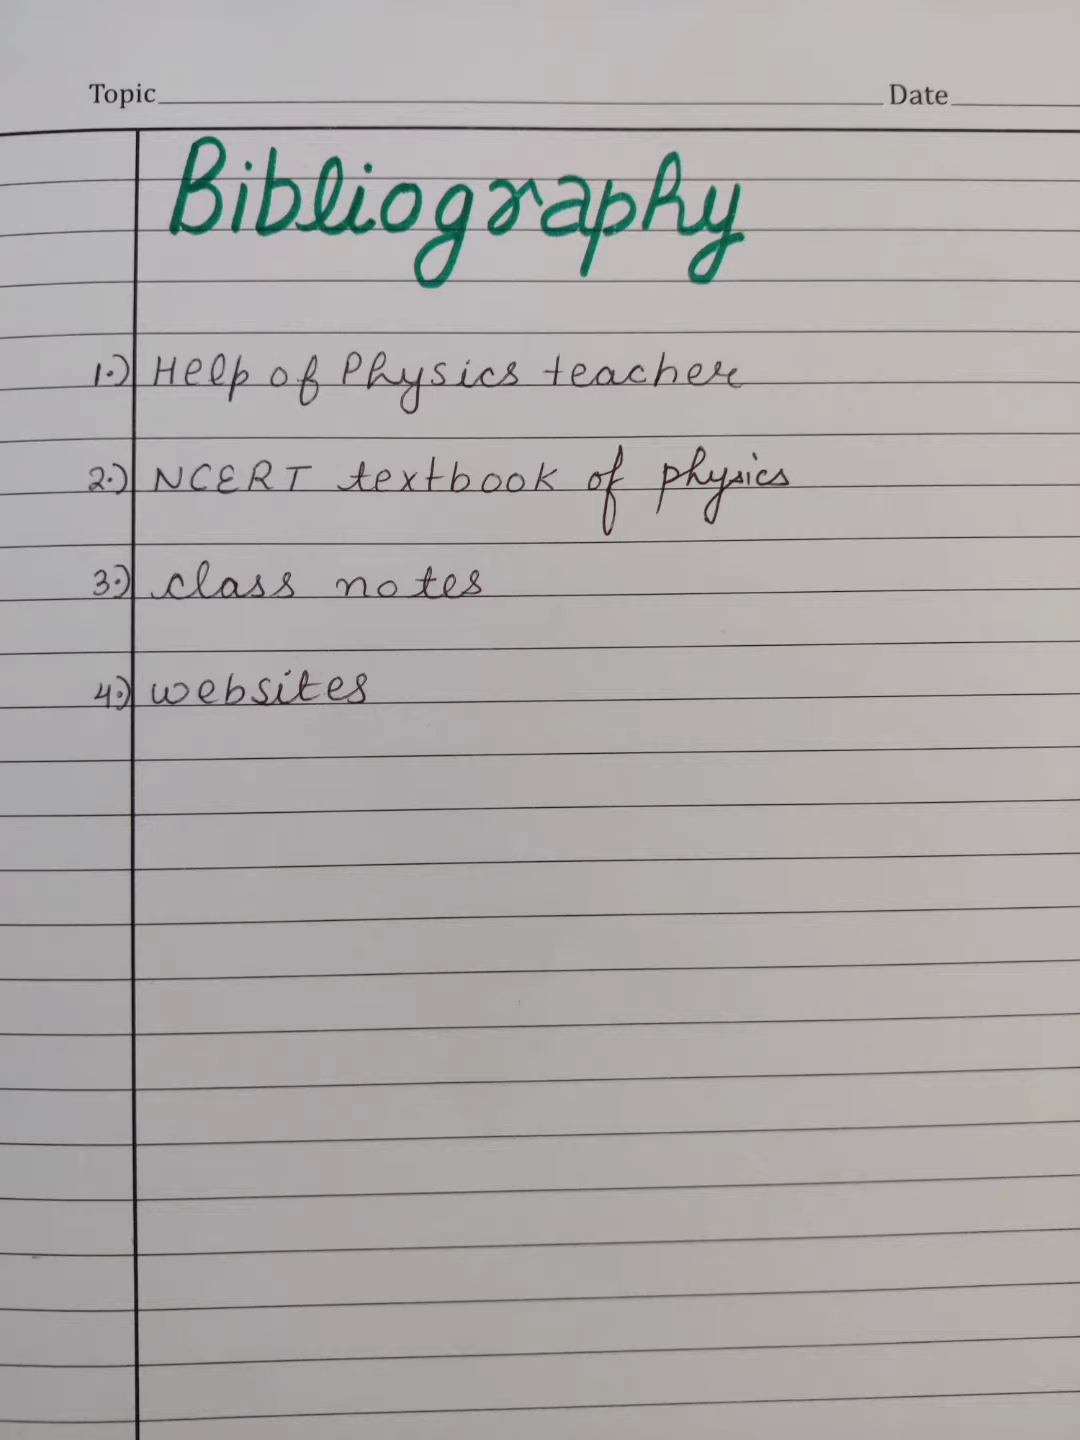 Topic Date
Bibliography
1.) Help of Physics teacher
2.) NCERT textbook of physics
3.) class notes
4.) websites